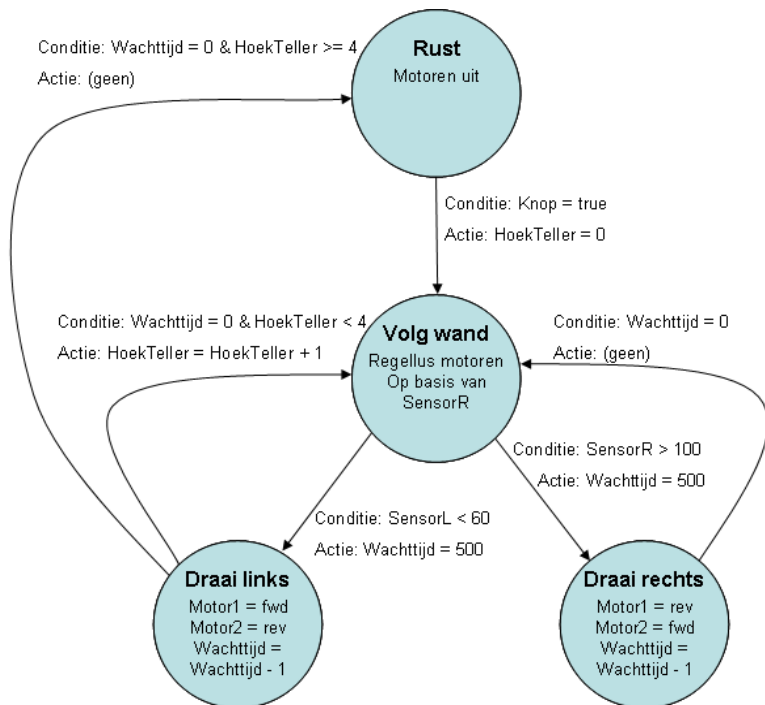 Conditie: Wachttijd = 0 & HoekTeller >= 4
Actie: (geen)
Rust
Motoren uit
Conditie: Knop = true
Actie: HoekTeller = 0
Conditie: Wachttijd = 0 & HoekTeller < 4
Actie: HoekTeller = HoekTeller + 1
Volg wand
Regellus motoren
Op basis van
SensorR
Conditie: Wachttijd = 0
Actie: (geen)
Conditie: SensorL < 60
Actie: Wachttijd = 500
Conditie: SensorR > 100
Actie: Wachttijd = 500
Draai links
Motor1 = fwd
Motor2 = rev
Wachttijd =
Wachttijd - 1
Draai rechts
Motor1 = rev
Motor2 = fwd
Wachttijd =
Wachttijd - 1